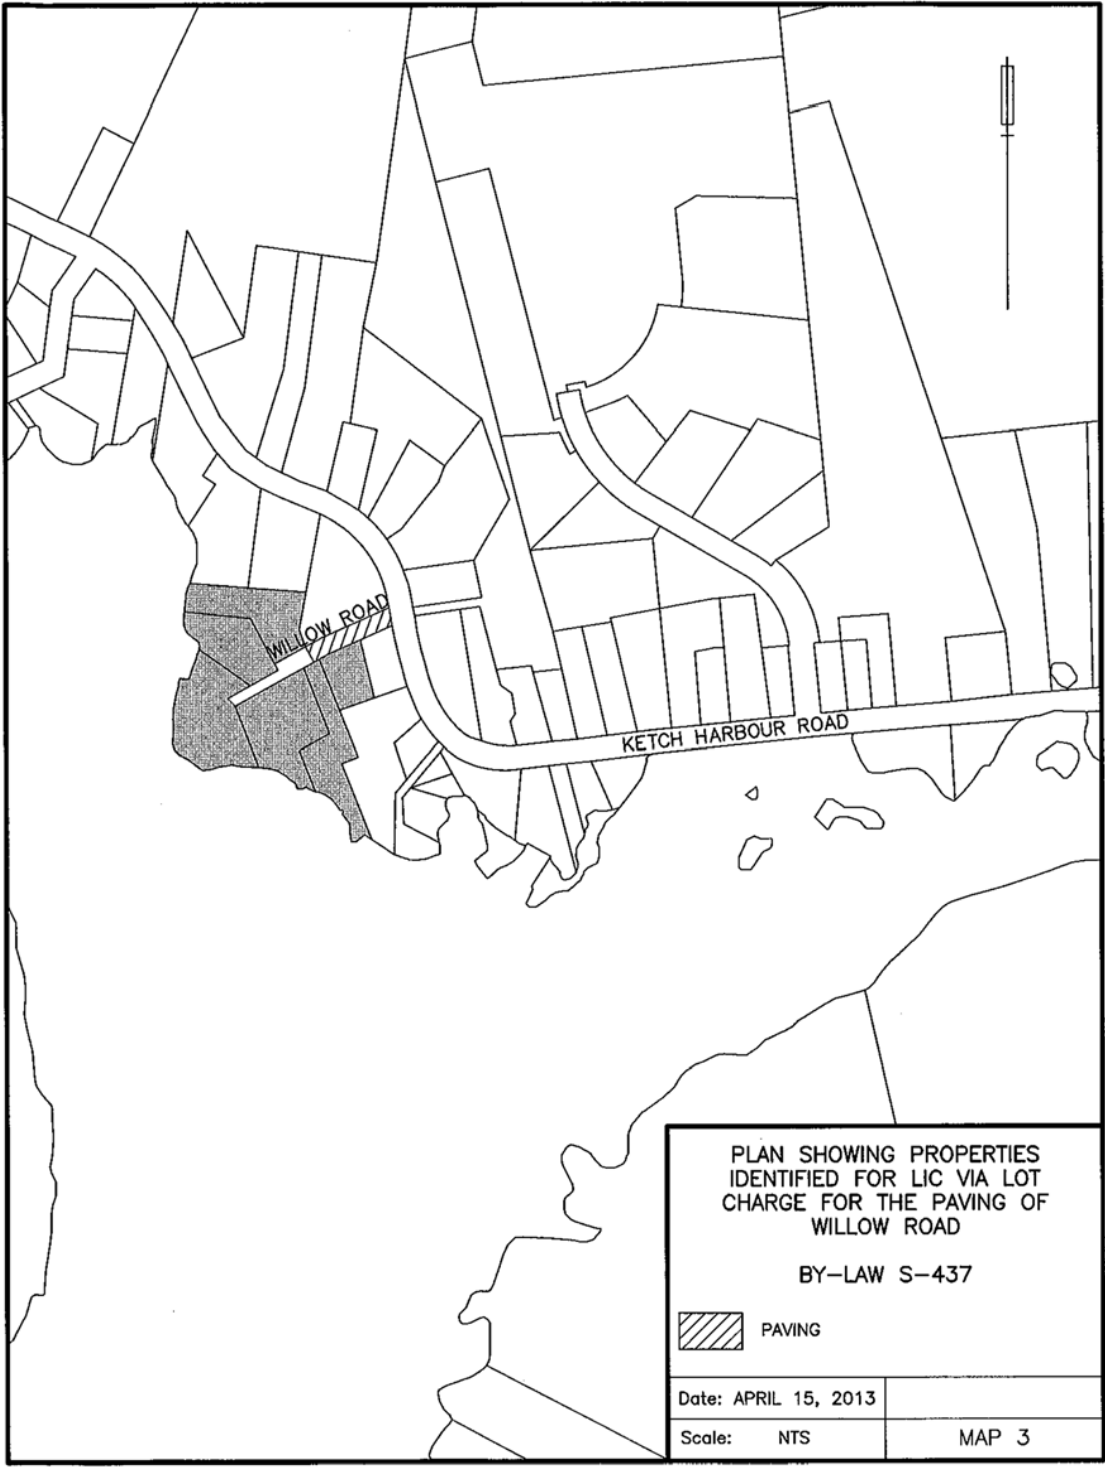 WILLOW ROAD
KETCH HARBOUR ROAD
PLAN SHOWING PROPERTIES
IDENTIFIED FOR LIC VIA LOT
CHARGE FOR THE PAVING OF
WILLOW ROAD
BY-LAW S-437
PAVING
Date: APRIL 15, 2013
Scale: NTS
MAP 3